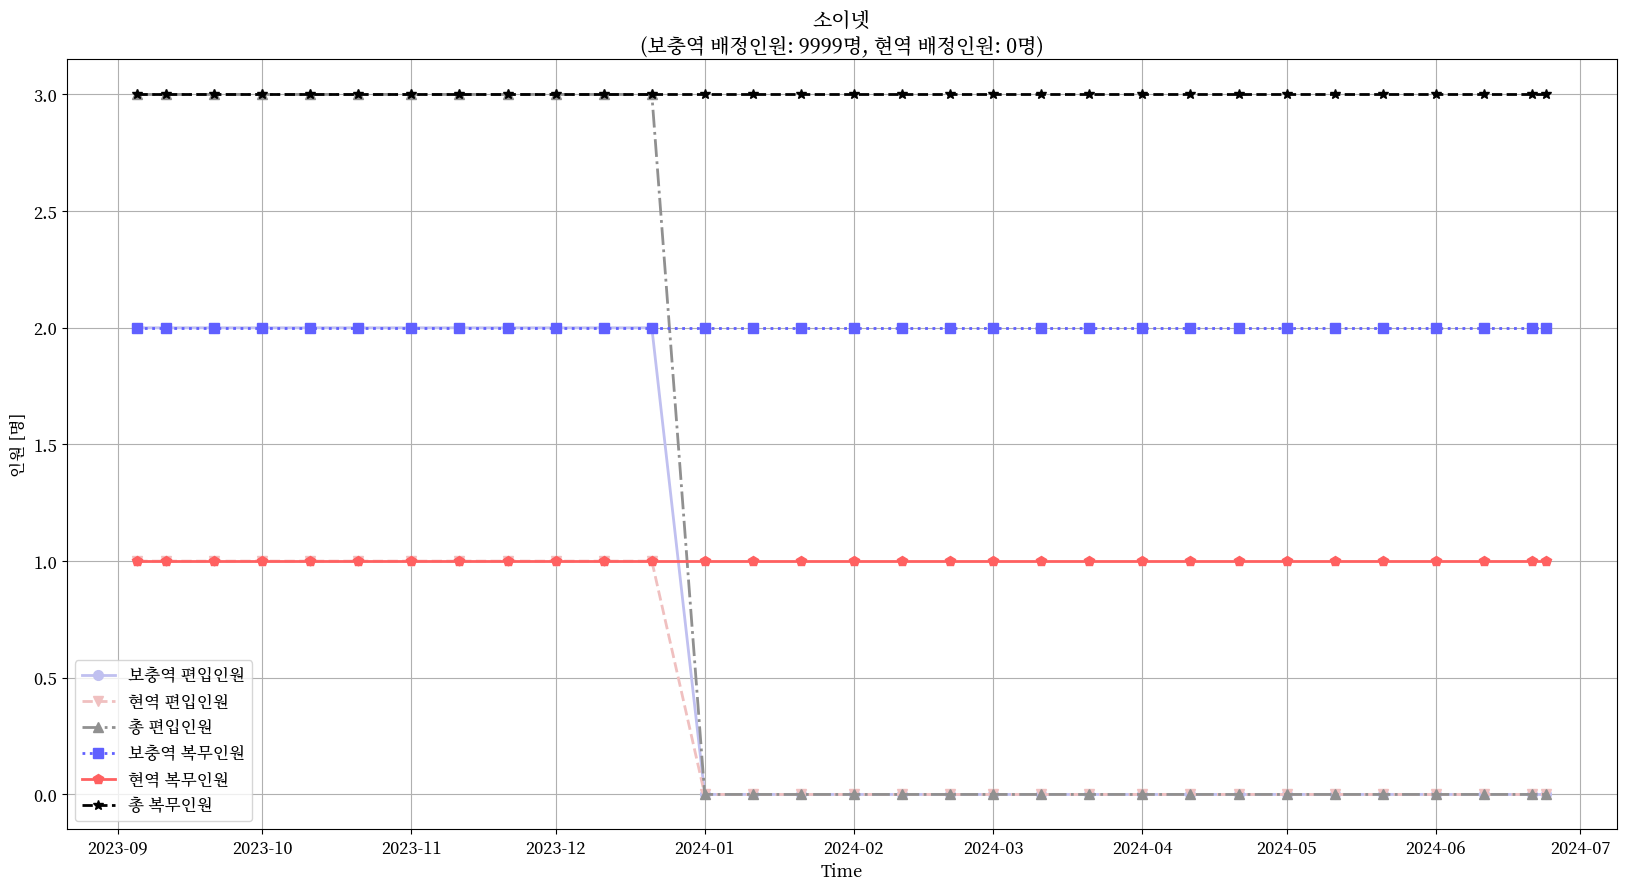 소이넷
(보충역 배정인원: 9999명, 현역 배정인원: 0명)
3.0
2.5
2.0
1.5
1.0
0.5
0.0
인원 [명]
보충역 편입인원
현역 편입인원
총 편입인원
보충역 복무인원
현역 복무인원
총 복무인원
2023-09 2023-10 2023-11 2023-12 2024-01 2024-02 2024-03 2024-04 2024-05 2024-06 2024-07
Time